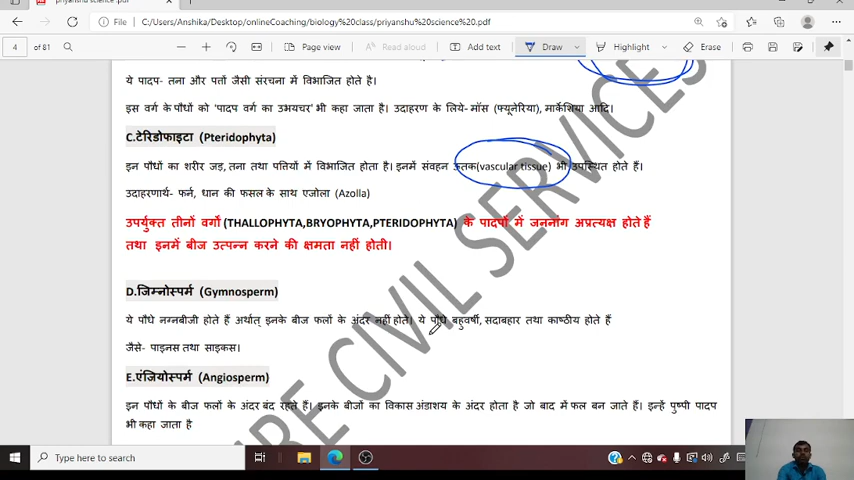 priyanshu science .pdf
File
C:/Users/Anshika/Desktop/onlineCoaching/biology%20class/priyanshu%20science%20.pdf
4 of 81
Page view
Read aloud
Add text
Draw
Highlight
Erase
ये पादप- तना और पत्तों जैसी संरचना में विभाजित होते है।
इस वर्ग के पौधों को 'पादप वर्ग का उभयचर' भी कहा जाता है। उदाहरण के लिये- मॉस (फ्यूनेरिया), मार्केशिया आदि।
C.टेरिडोफाइटा (Pteridophyta)
इन पौधों का शरीर जड़, तना तथा पत्तियों में विभाजित होता है। इनमें संवहन ऊतक(vascular tissue) भी उपस्थित होते हैं।
उदाहरणार्थ- फर्न, धान की फसल के साथ एजोला (Azolla)
उपर्युक्त तीनों वर्गों (THALLOPHYTA,BRYOPHYTA,PTERIDOPHYTA) के पादपों में जननांग अप्रत्यक्ष होते हैं
तथा इनमें बीज उत्पन्न करने की क्षमता नहीं होती।
D.जिम्नोस्पर्म (Gymnosperm)
ये पौधे नग्नबीजी होते हैं अर्थात् इनके बीज फलों के अंदर नहीं होते। ये पौधे बहुवर्षी, सदाबहार तथा काष्ठीय होते हैं
जैसे- पाइनस तथा साइकस।
E.एंजियोस्पर्म (Angiosperm)
इन पौधों के बीज फलों के अंदर बंद रहते हैं। इनके बीजों का विकास अंडाशय के अंदर होता है जो बाद में फल बन जाते हैं। इन्हें पुष्पी पादप
भी कहा जाता है
RE CIVIL SERVICES
Type here to search